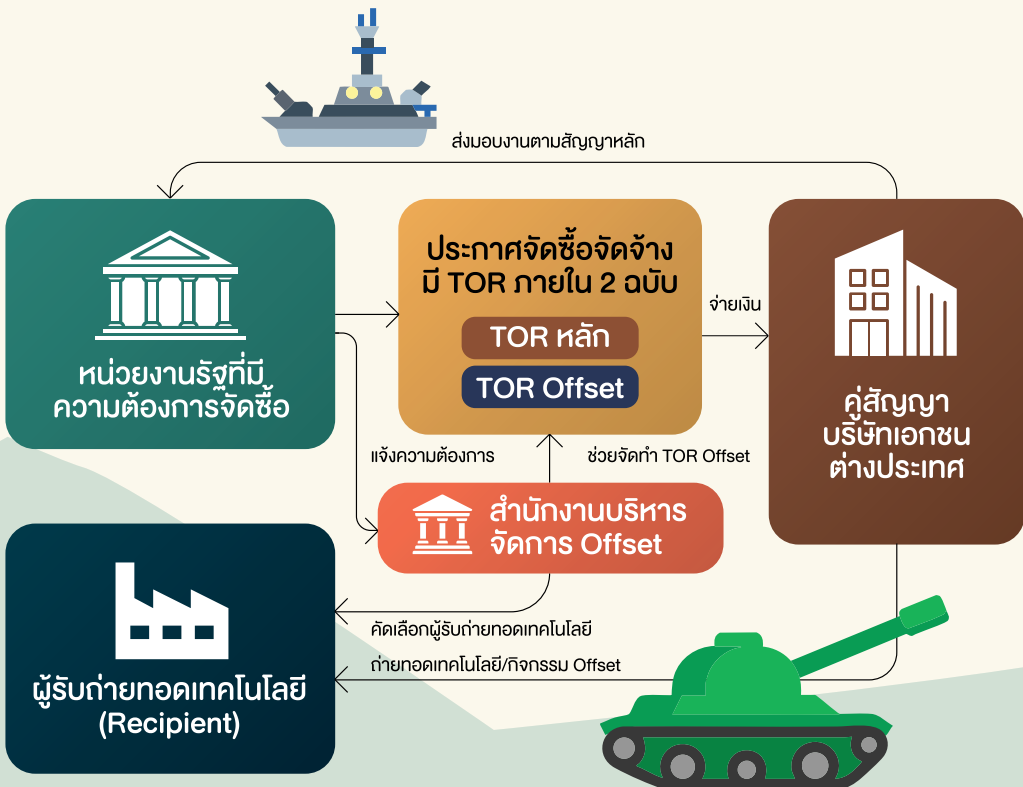 ส่งมอบงานตามสัญญาหลัก
หน่วยงานรัฐที่มี
ความต้องการจัดซื้อ
ประกาศจัดซื้อจัดจ้าง
มี TOR ภายใน 2 ฉบับ
TOR หลัก
TOR Offset
จ่ายเงิน
คู่สัญญา
บริษัทเอกชน
ต่างประเทศ
แจ้งความต้องการ
ช่วยจัดทำ TOR Offset
สำนักงานบริหาร
จัดการ Offset
คัดเลือกผู้รับถ่ายทอดเทคโนโลยี
ถ่ายทอดเทคโนโลยี/กิจกรรม Offset
ผู้รับถ่ายทอดเทคโนโลยี
(Recipient)